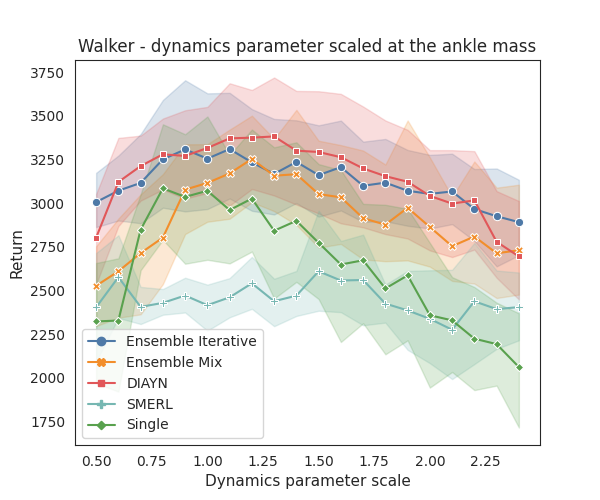 Walker - dynamics parameter scaled at the ankle mass
Return
3750
3500
3250
3000
2750
2500
2250
2000
1750
Ensemble Iterative
Ensemble Mix
DIAYN
SMERL
Single
0.50 0.75 1.00 1.25 1.50 1.75 2.00 2.25
Dynamics parameter scale